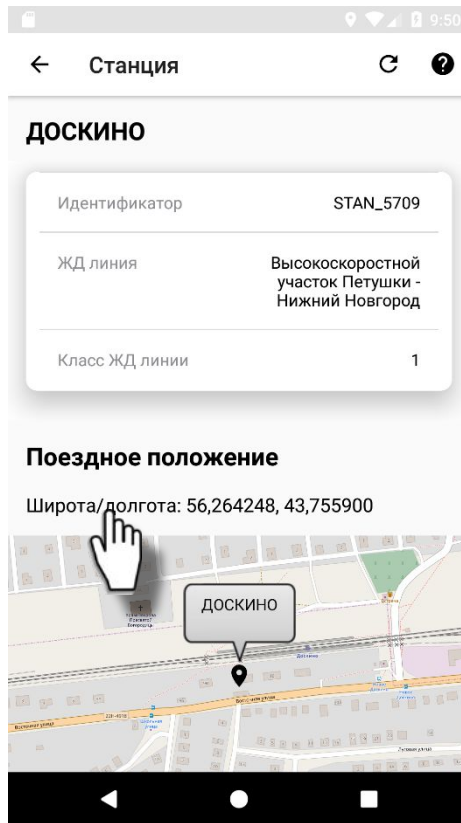 9:50
Станция
ДОСКИНО
Идентификатор STAN_5709
ЖД линия Высокоскоростной
участок Петушки -
Нижний Новгород
Класс ЖД линии 1
Поездное положение
Широта/долгота: 56,264248, 43,755900
ДОСКИНО